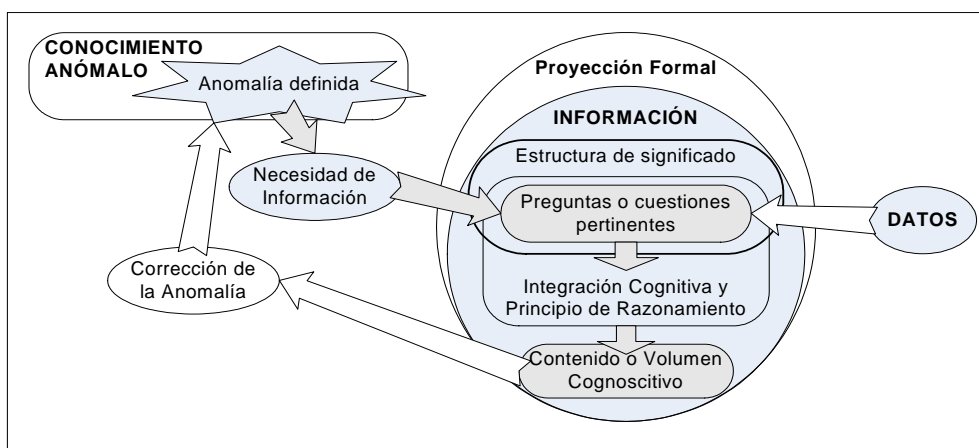 CONOCIMIENTO
ANÓMALO
Anomalía definida
Necesidad de
Información
Corrección de
la Anomalía
Proyección Formal
INFORMACIÓN
Estructura de significado
Preguntas o cuestiones
pertinentes
Integración Cognitiva y
Principio de Razonamiento
Contenido o Volumen
Cognoscitivo
DATOS